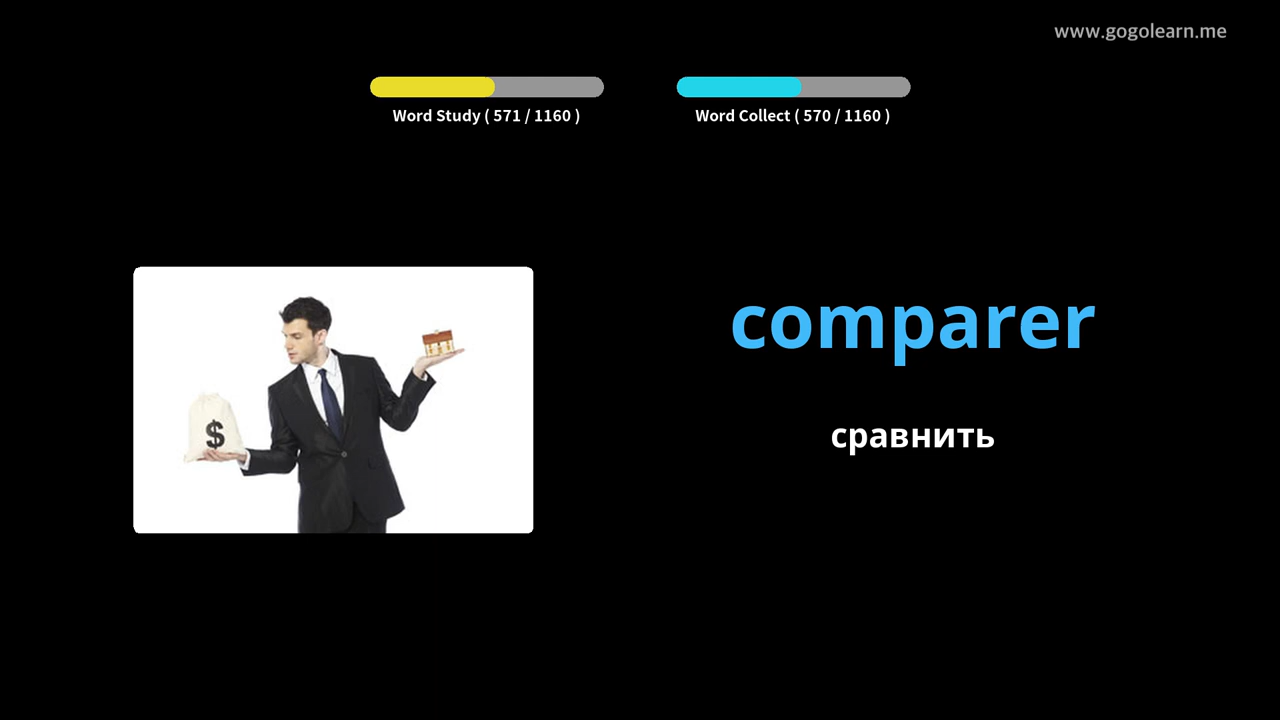 www.gogolearn.me
Word Study ( 571 / 1160 )
Word Collect ( 570 / 1160 )
comparer
$
сравнить